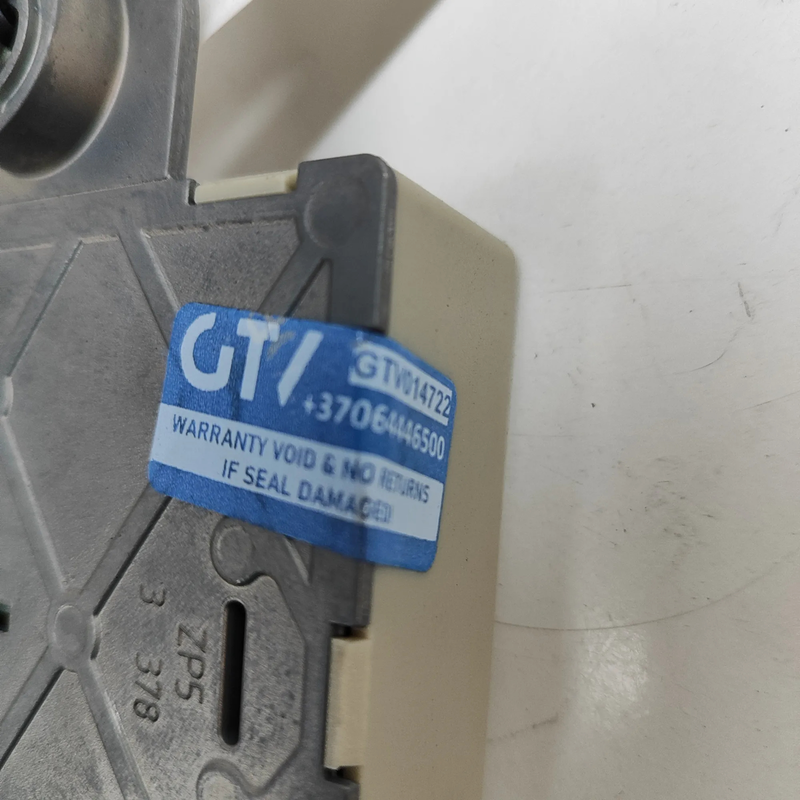 GTV
GTV014722
+37064446500
WARRANTY VOID & NO RETURNS
IF SEAL DAMAGED
ZP5
3 378